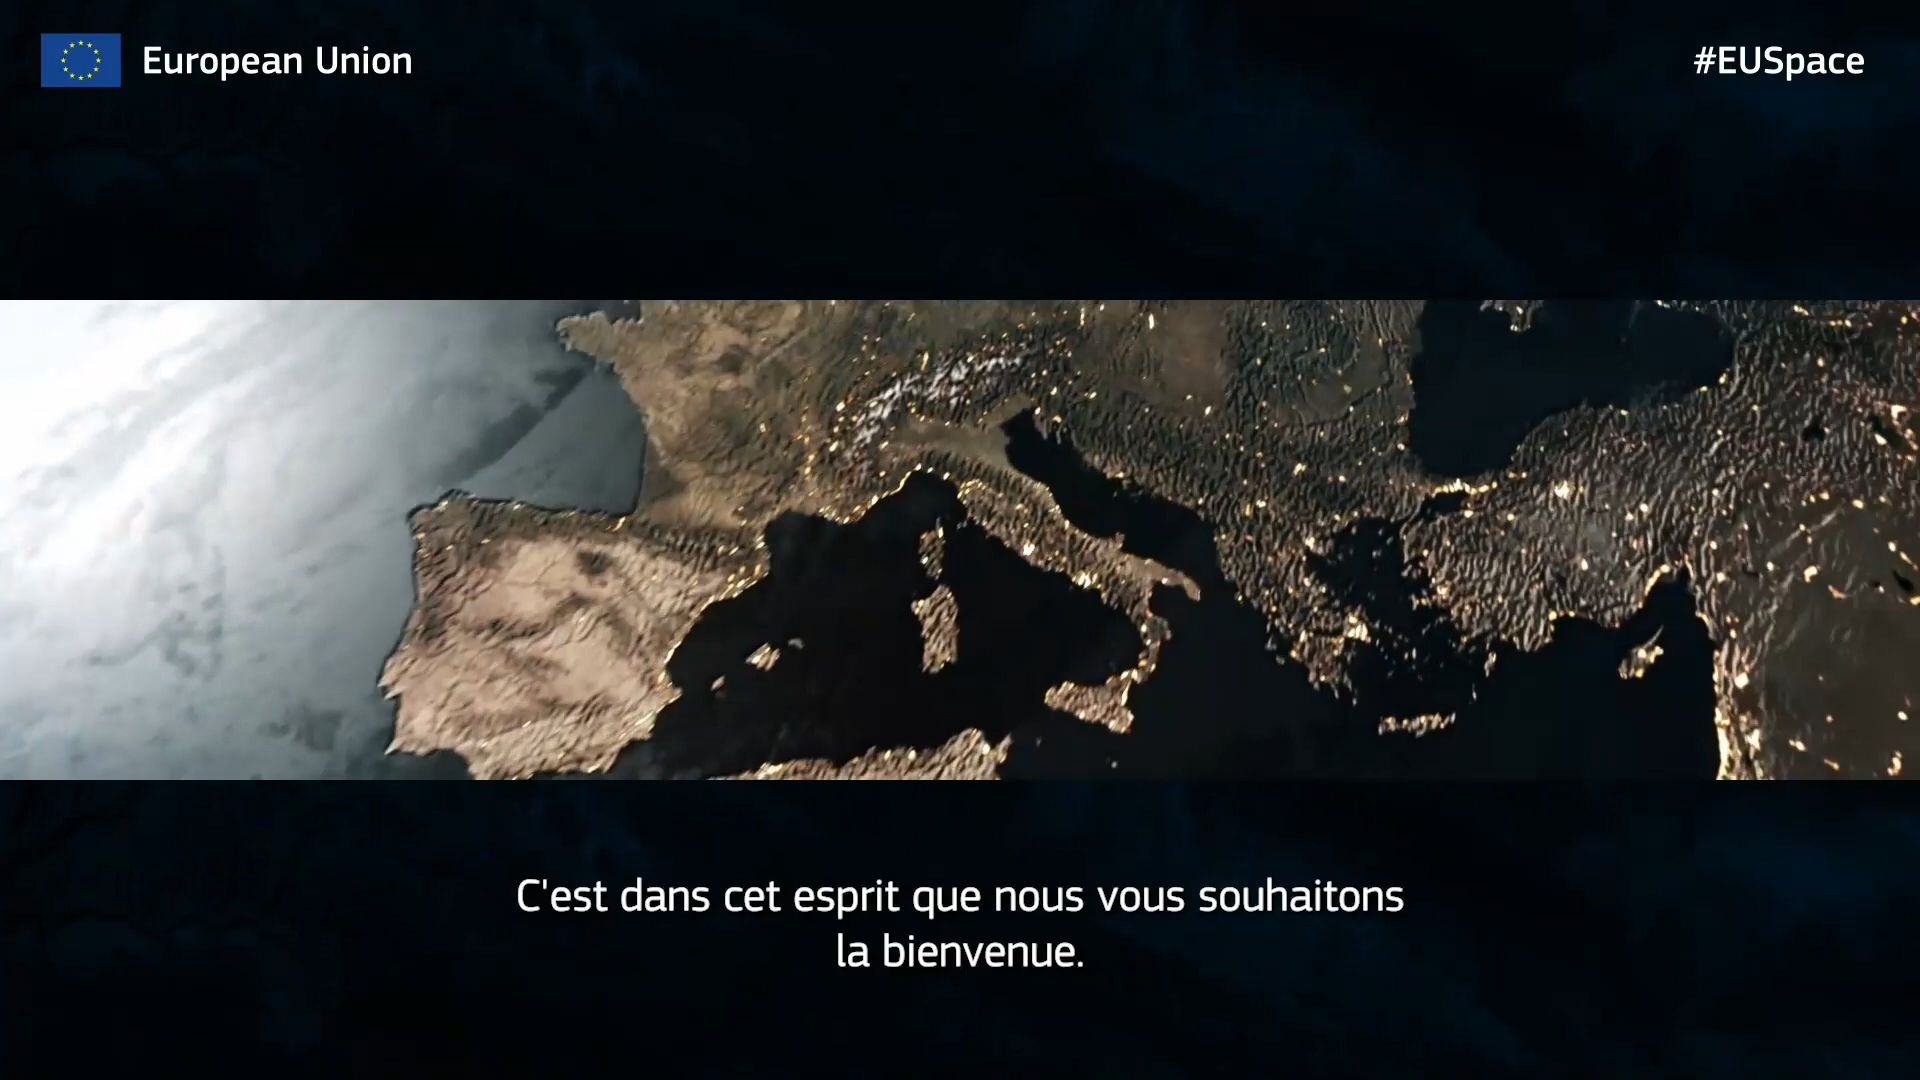 European Union
#EUSpace
C'est dans cet esprit que nous vous souhaitons
la bienvenue.